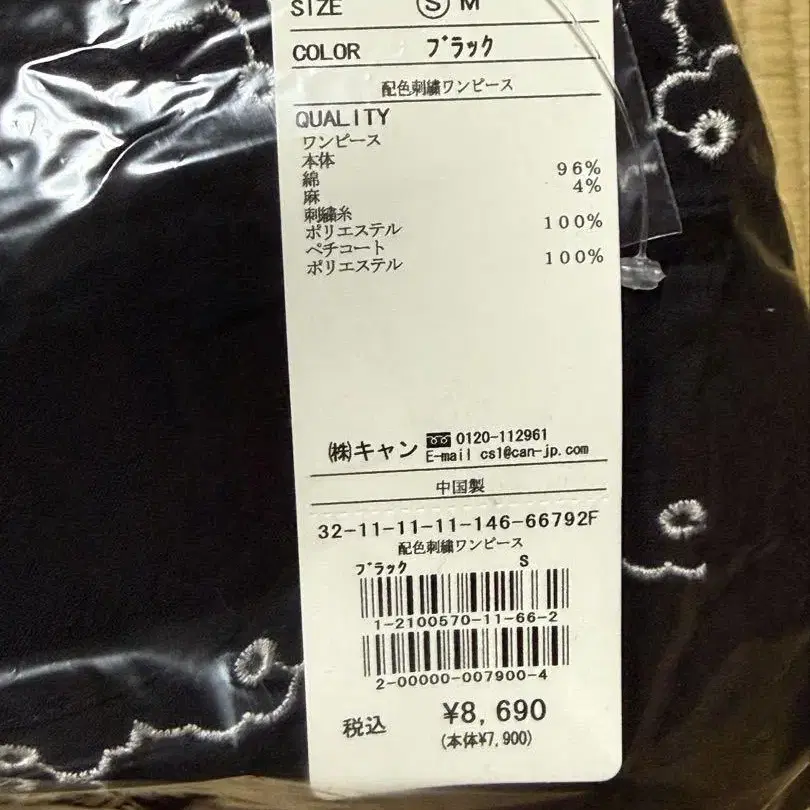 SIZE Ⓢ M
COLOR ブラック
配色刺繍ワンピース
QUALITY
ワンピース
本体
綿 96%
麻 4%
刺繍糸
ポリエステル 100%
ペチコート
ポリエステル 100%
㈱キャン 0120-112961
E-mail cs1@can-jp.com
中国製
32-11-11-11-146-66792F
配色刺繍ワンピース
ブラック S
1-2100570-11-66-2
2-00000-007900-4
税込 ¥8,690
(本体¥7,900)